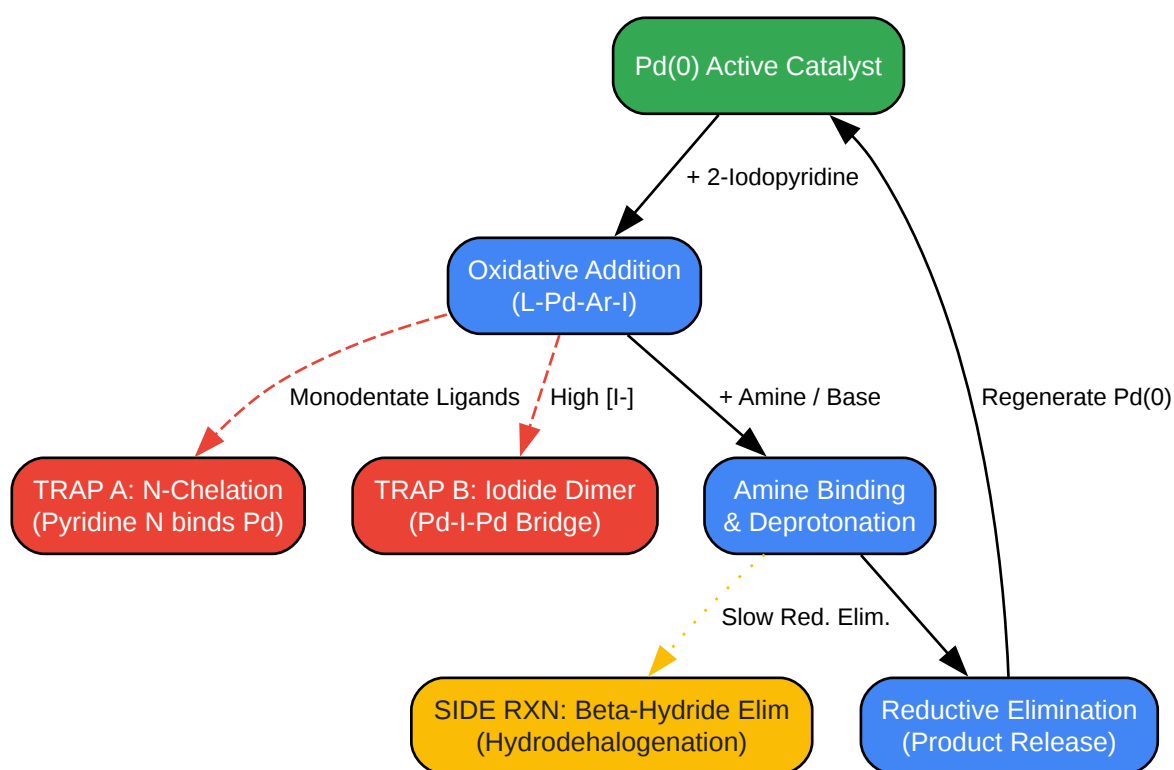 Pd(0) Active Catalyst
+ 2-Iodopyridine
Oxidative Addition
(L-Pd-Ar-I)
Monodentate Ligands
High [I-]
+ Amine / Base
Regenerate Pd(0)
TRAP A: N-Chelation
(Pyridine N binds Pd)
TRAP B: Iodide Dimer
(Pd-I-Pd Bridge)
Amine Binding
& Deprotonation
Slow Red. Elim.
SIDE RXN: Beta-Hydride Elim
(Hydrodehalogenation)
Reductive Elimination
(Product Release)